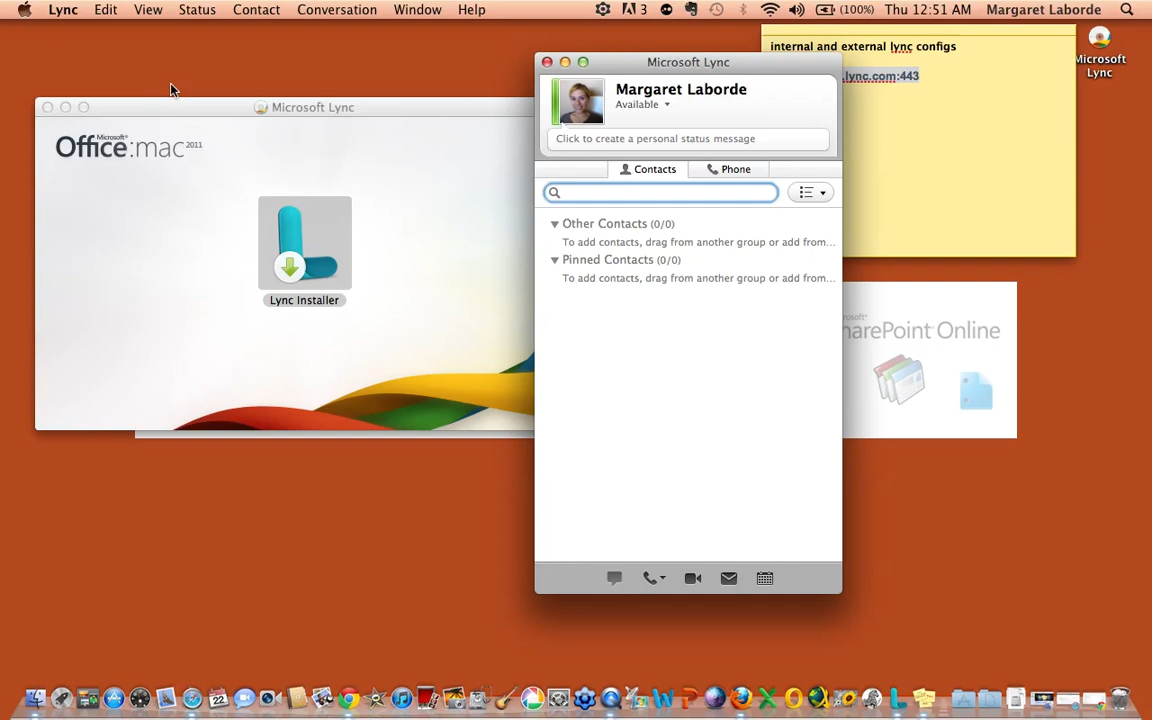 Lync Edit View Status Contact Conversation Window Help 3 (100%) Thu 12:51 AM Margaret Laborde
internal and external lync configs
.lync.com:443
Microsoft Lync
Microsoft Lync
Microsoft®
Office:mac 2011
Lync Installer
Microsoft Lync
Margaret Laborde
Available
Click to create a personal status message
Contacts Phone
Other Contacts (0/0)
To add contacts, drag from another group or add from...
Pinned Contacts (0/0)
To add contacts, drag from another group or add from...
harePoint Online
22